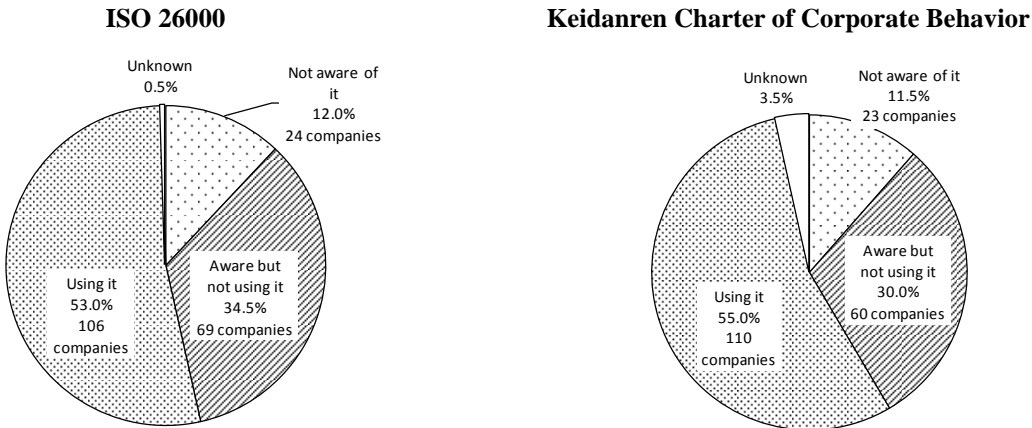 ISO 26000
Unknown
0.5%
Not aware of
it
12.0%
24 companies
Aware but
not using it
34.5%
69 companies
Using it
53.0%
106
companies
Keidanren Charter of Corporate Behavior
Unknown
3.5%
Not aware of it
11.5%
23 companies
Aware but
not using it
30.0%
60 companies
Using it
55.0%
110
companies